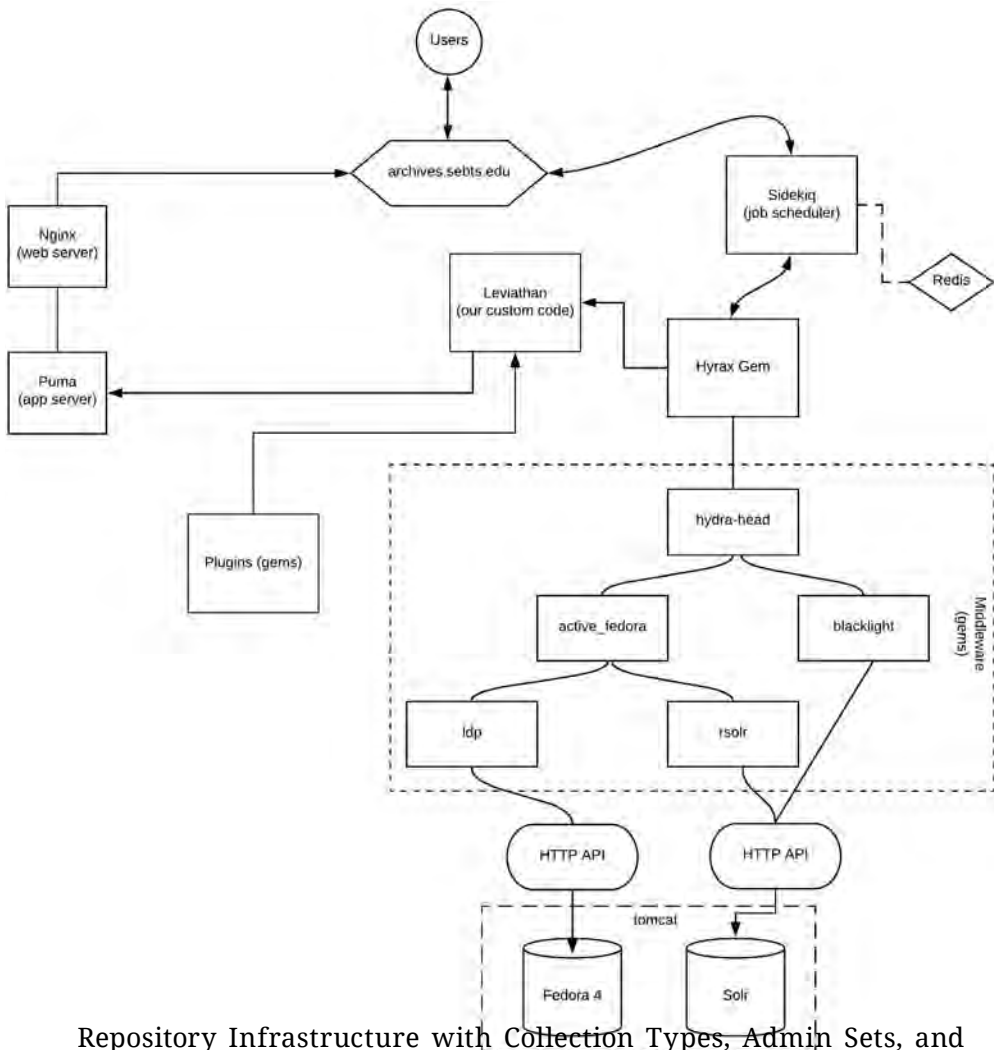 Users
archives.sebts.edu
Sidekiq
(job scheduler)
Nginx
(web server)
Redis
Leviathan
(our custom code)
Hyrax Gem
Puma
(app server)
hydra-head
Plugins (gems)
active_fedora
blacklight
Middleware
(gems)
ldp
rsolr
HTTP API
HTTP API
tomcat
Fedora 4
Solr
Repository Infrastructure with Collection Types, Admin Sets, and